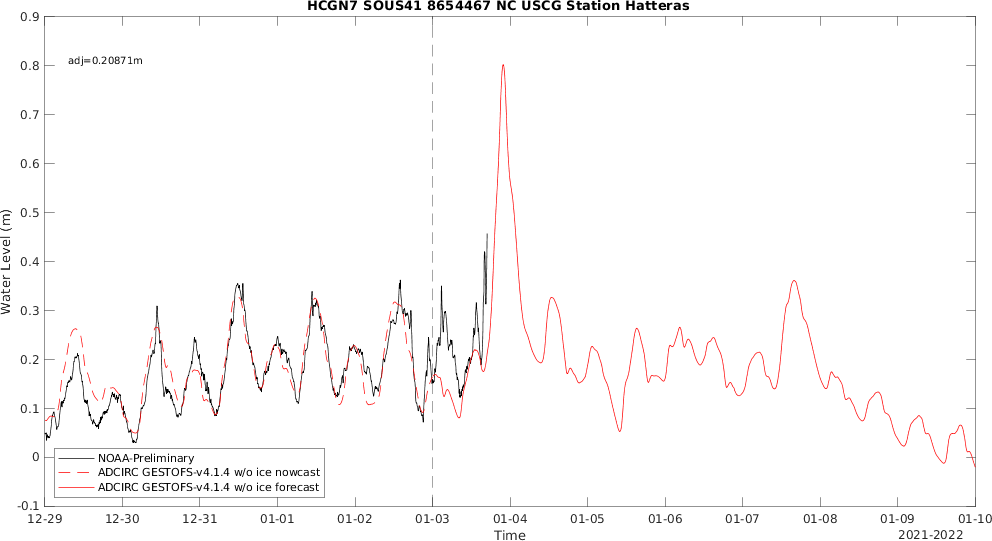 HCGN7 SOUS41 8654467 NC USCG Station Hatteras
adj=0.20871m
0.9
0.8
0.7
0.6
0.5
0.4
0.3
0.2
0.1
0
-0.1
Water Level (m)
NOAA-Preliminary
ADCIRC GESTOFS-v4.1.4 w/o ice nowcast
ADCIRC GESTOFS-v4.1.4 w/o ice forecast
12-29 12-30 12-31 01-01 01-02 01-03 01-04 01-05 01-06 01-07 01-08 01-09 01-10
Time
2021-2022